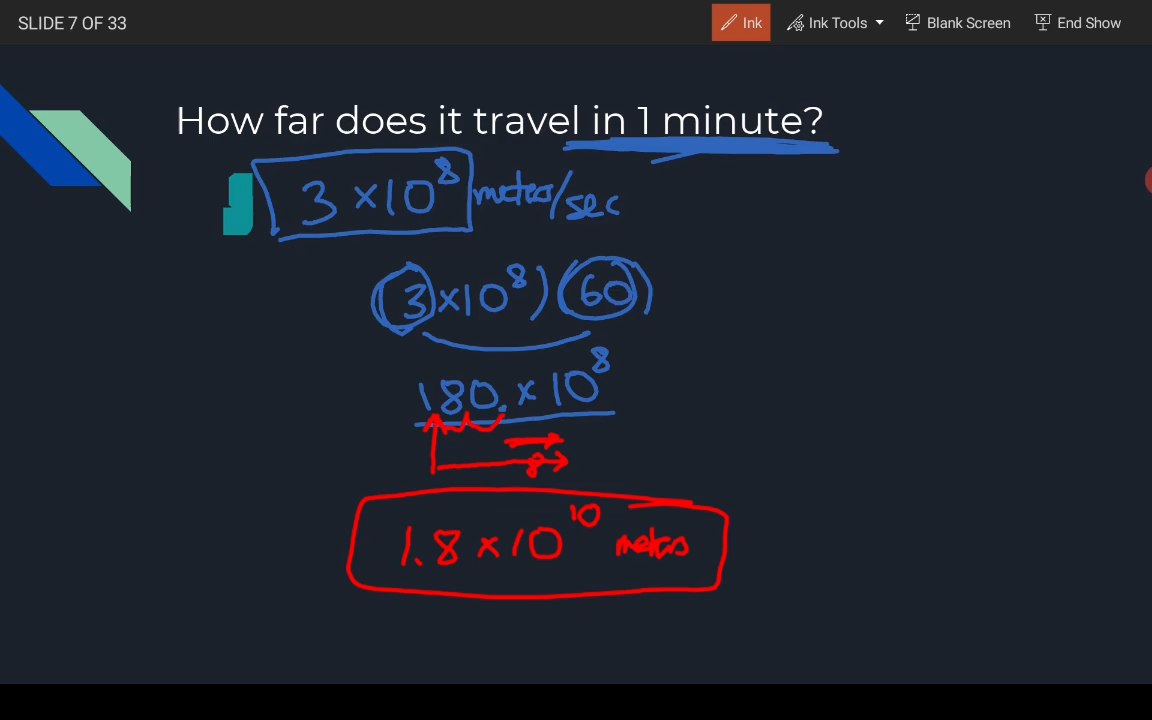 SLIDE 7 OF 33
Ink
Ink Tools
Blank Screen
End Show
How far does it travel in 1 minute?
3 ×10⁸ meters/sec
(3×10⁸)(60)
180. ×10⁸
8
1.8 ×10¹⁰ meters